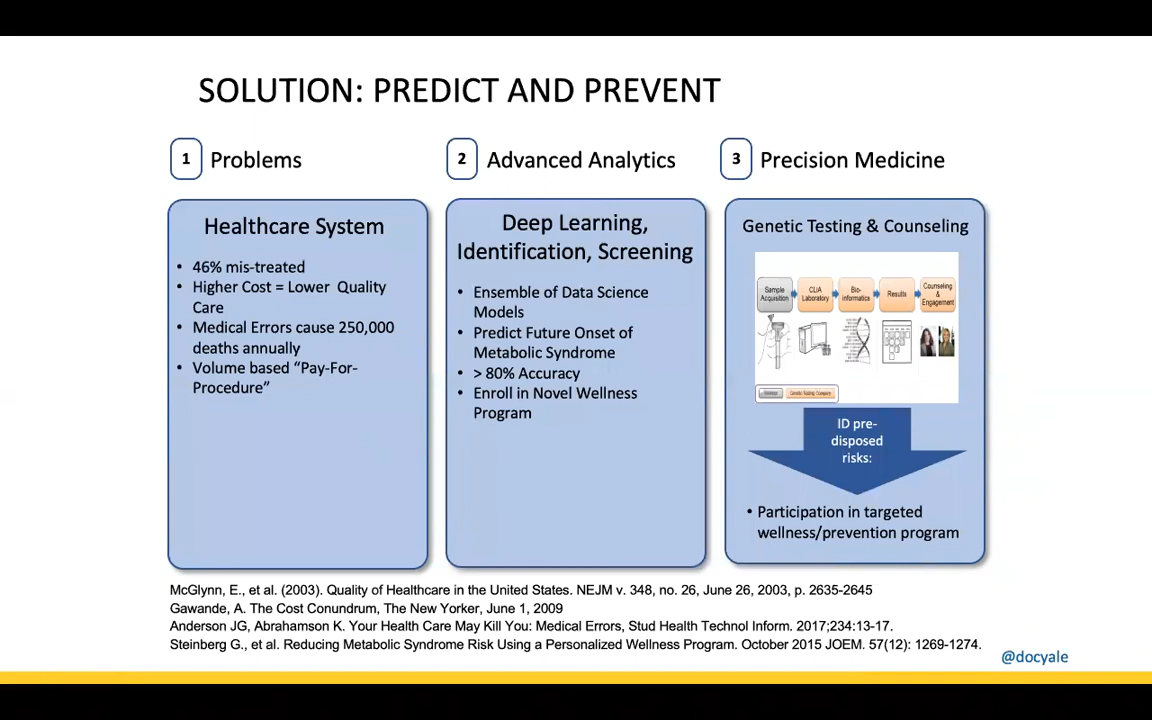 SOLUTION: PREDICT AND PREVENT
1 Problems
Healthcare System
• 46% mis-treated
• Higher Cost = Lower Quality
Care
• Medical Errors cause 250,000
deaths annually
• Volume based “Pay-For-
Procedure”
2 Advanced Analytics
Deep Learning,
Identification, Screening
• Ensemble of Data Science
Models
• Predict Future Onset of
Metabolic Syndrome
• > 80% Accuracy
• Enroll in Novel Wellness
Program
3 Precision Medicine
Genetic Testing & Counseling
Sample
Acquisition
CLIA
Laboratory
Bio-
informatics
Results
Counseling
&
Engagement
Genetic Testing Company
ID pre-
disposed
risks:
• Participation in targeted
wellness/prevention program
McGlynn, E., et al. (2003). Quality of Healthcare in the United States. NEJM v. 348, no. 26, June 26, 2003, p. 2635-2645
Gawande, A. The Cost Conundrum, The New Yorker, June 1, 2009
Anderson JG, Abrahamson K. Your Health Care May Kill You: Medical Errors, Stud Health Technol Inform. 2017;234:13-17.
Steinberg G., et al. Reducing Metabolic Syndrome Risk Using a Personalized Wellness Program. October 2015 JOEM. 57(12): 1269-1274.
@docyale